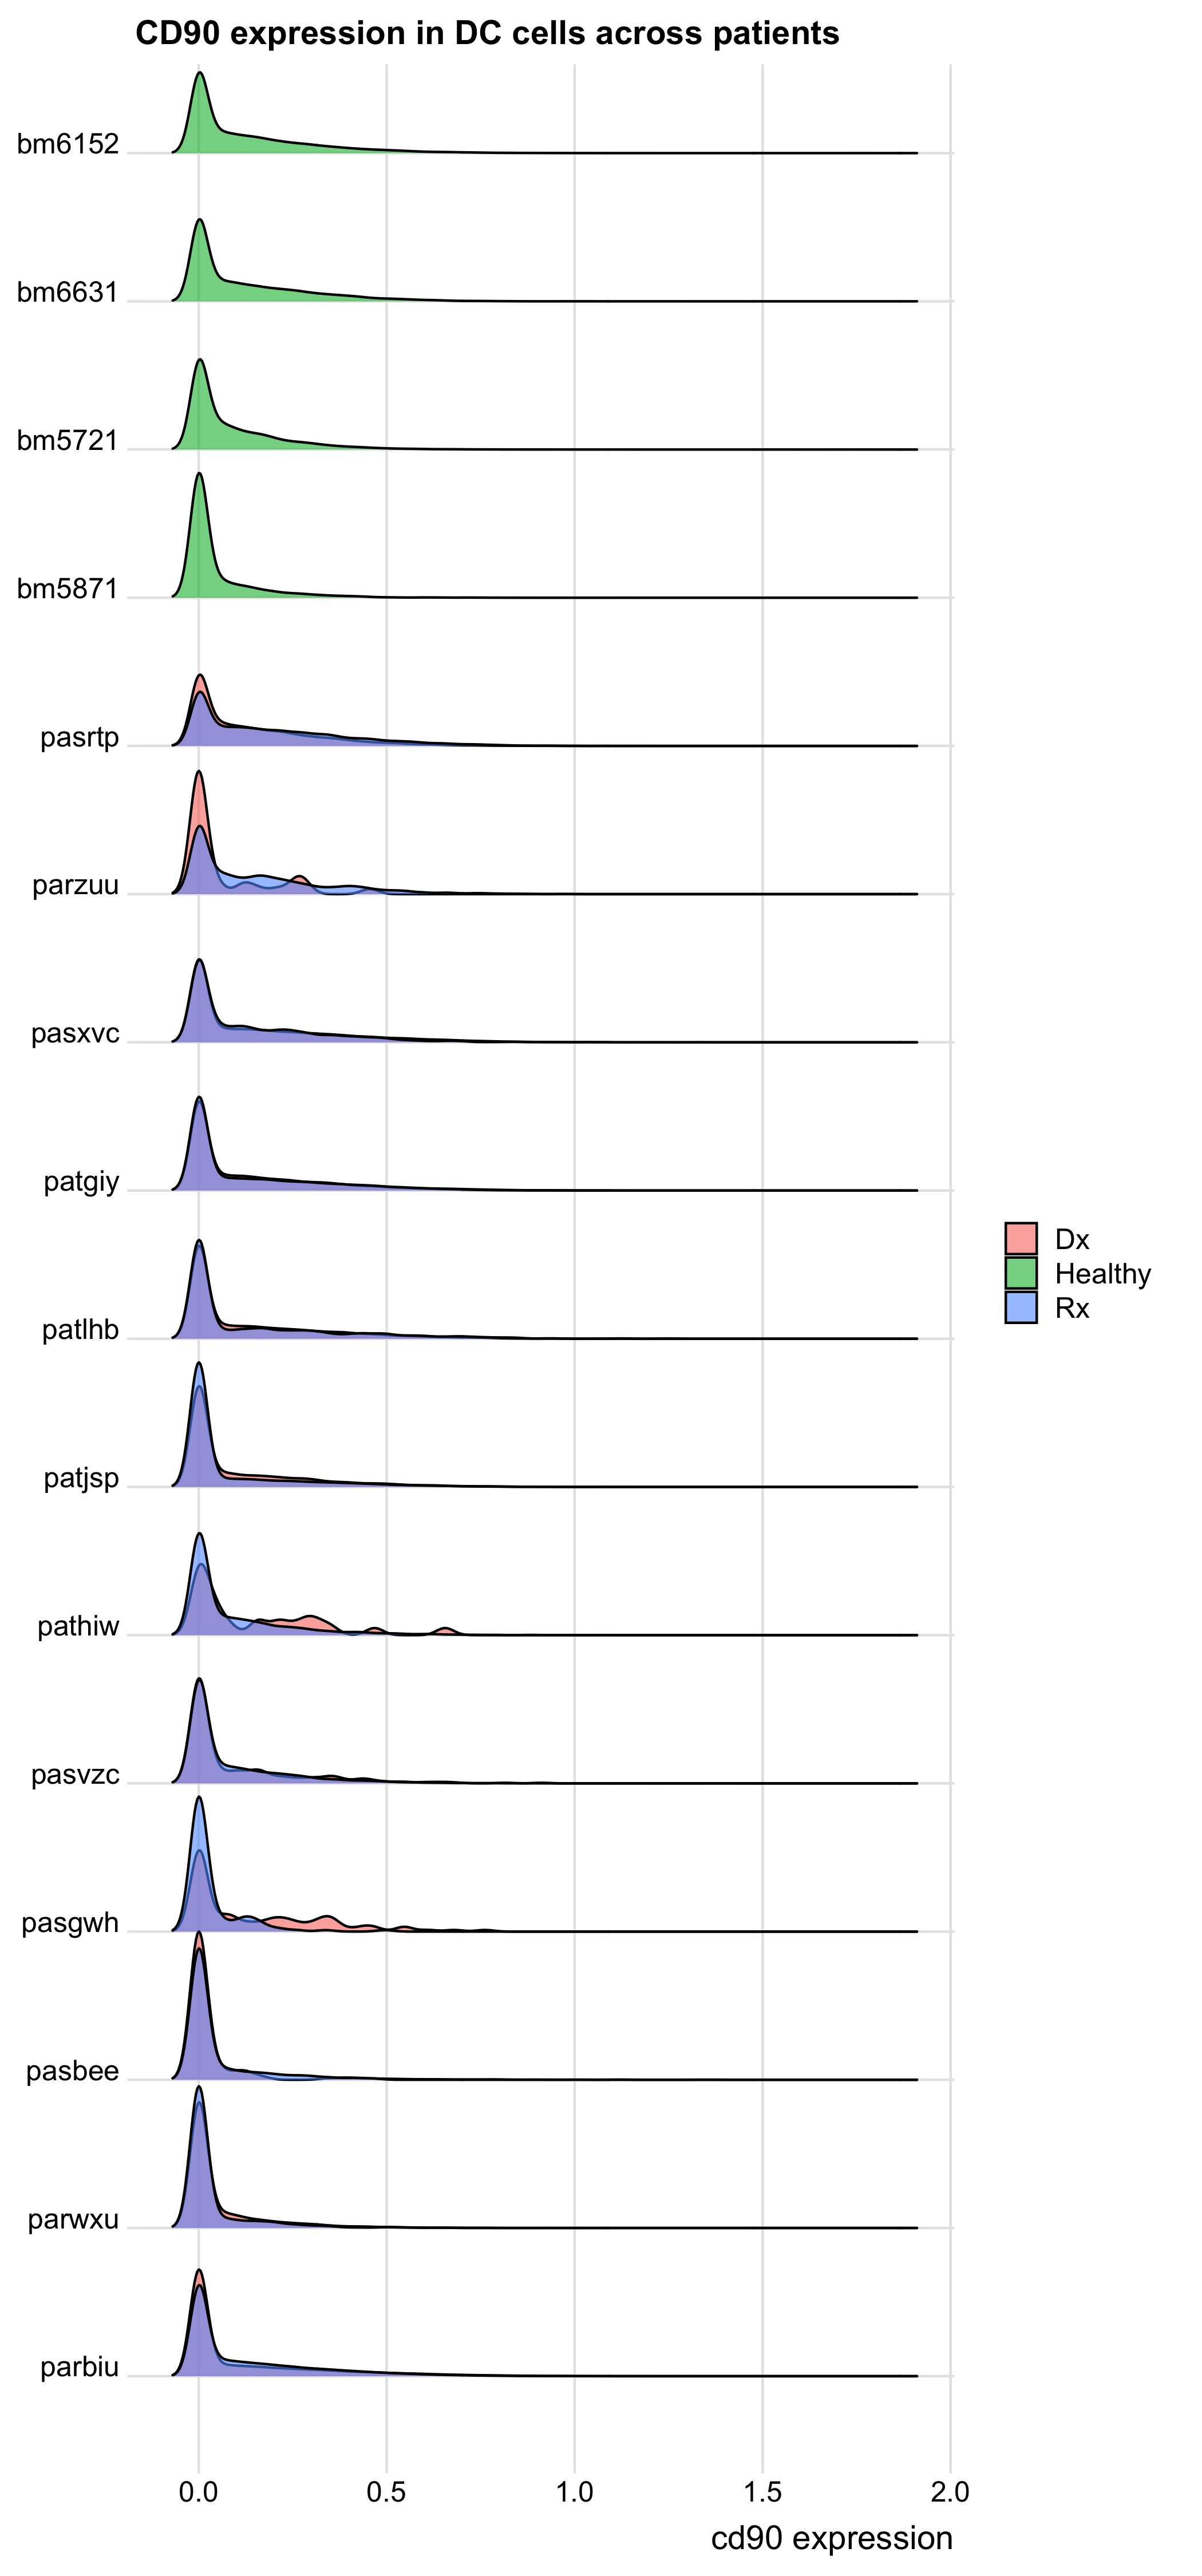 CD90 expression in DC cells across patients
bm6152
bm6631
bm5721
bm5871
pasrtp
parzuu
pasxvc
patgiy
patlhb
patjsp
pathiw
pasvzc
pasgwh
pasbee
parwxu
parbiu
Dx
Healthy
Rx
0.0 0.5 1.0 1.5 2.0
cd90 expression